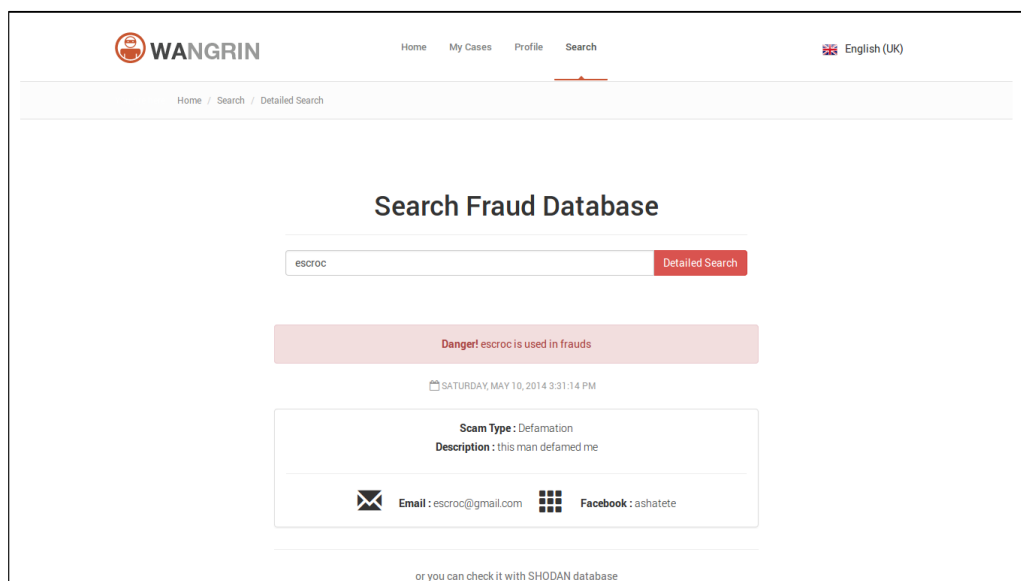 WANGRIN
Home My Cases Profile Search
English (UK)
Home / Search / Detailed Search
Search Fraud Database
escroc
Detailed Search
Danger! escroc is used in frauds
SATURDAY, MAY 10, 2014 3:31:14 PM
Scam Type : Defamation
Description : this man defamed me
Email : escroc@gmail.com Facebook : ashatete
or you can check it with SHODAN database